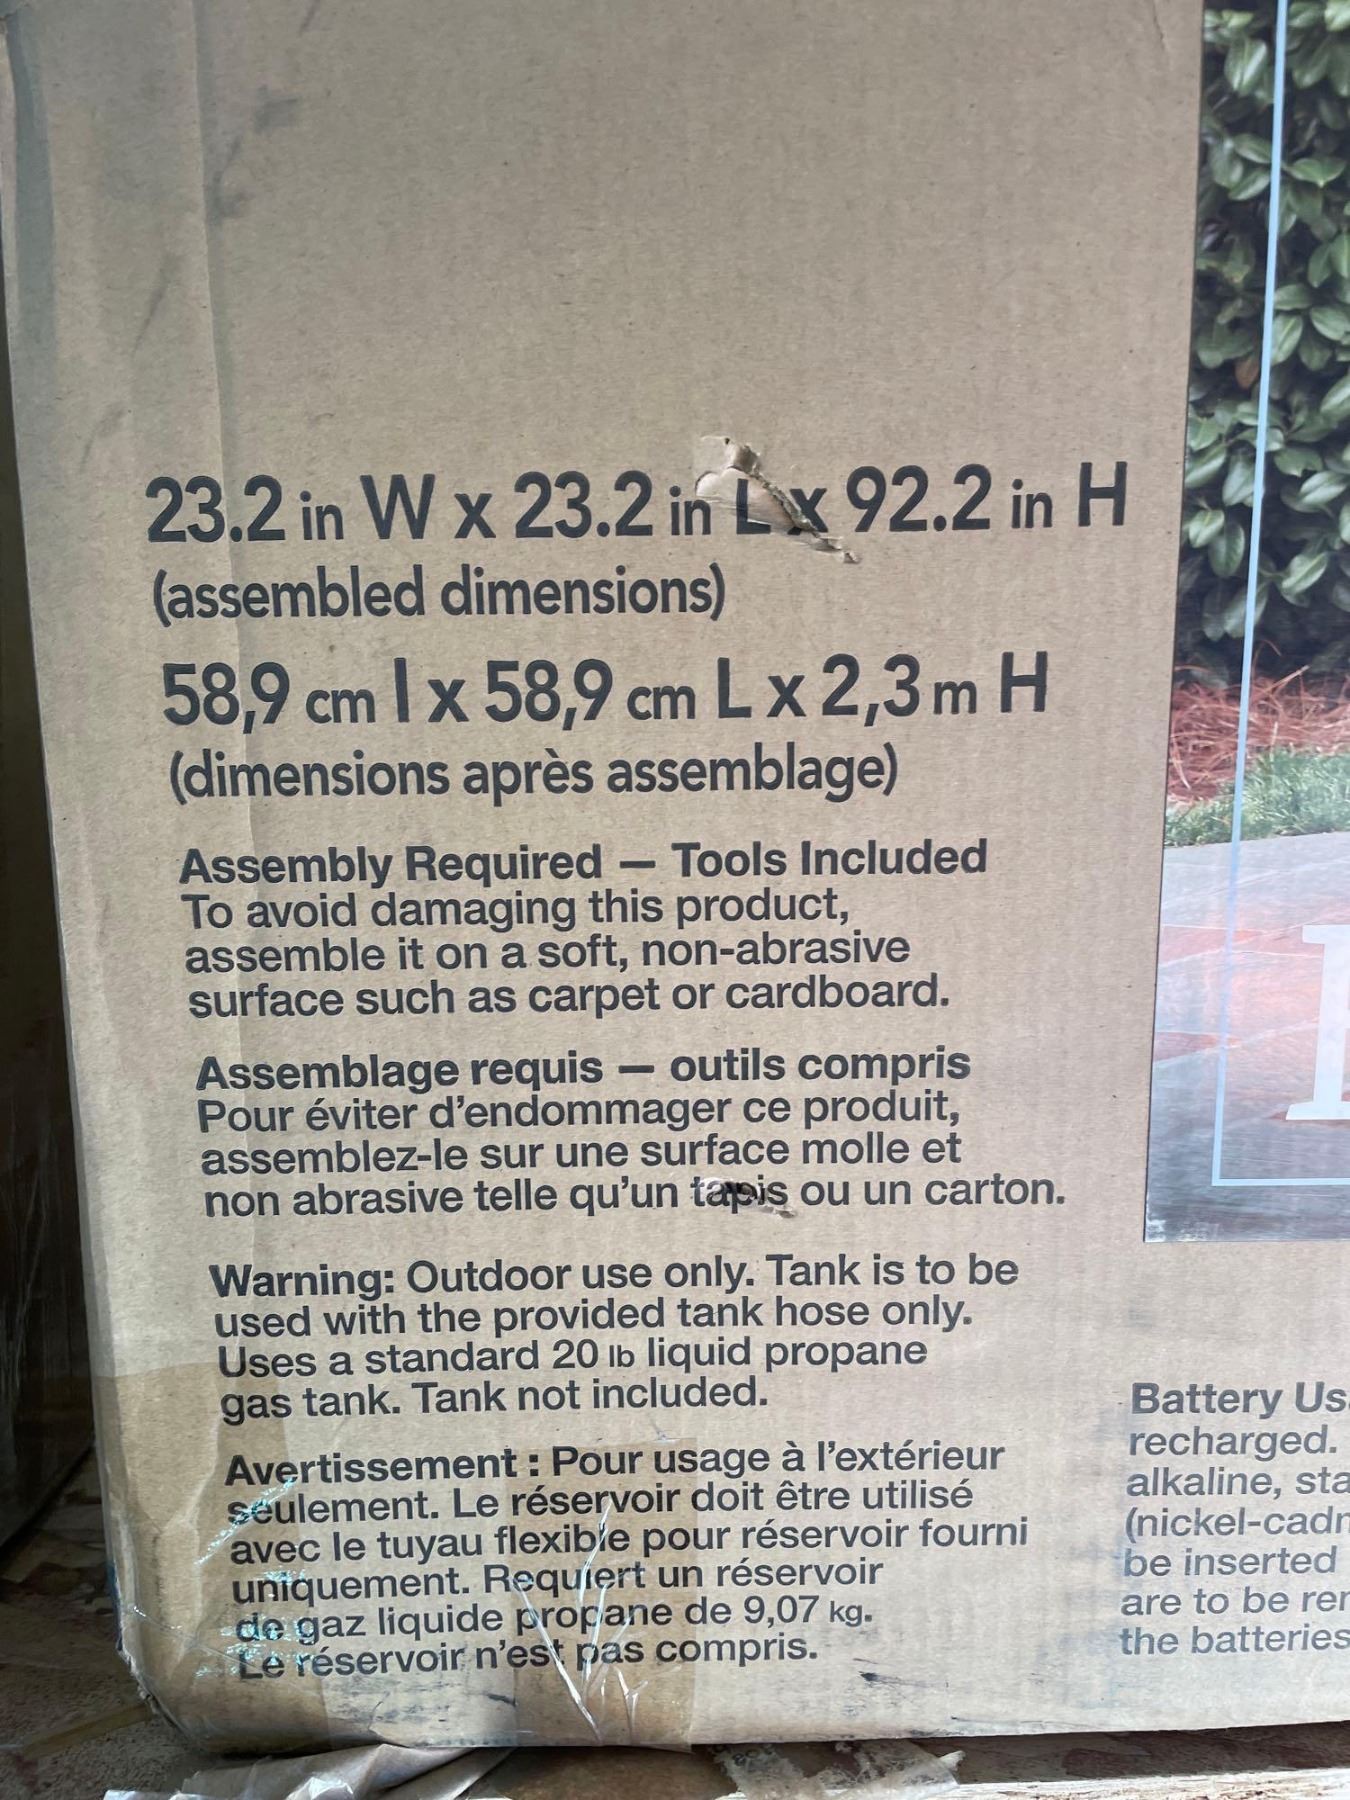 23.2 in W x 23.2 in L x 92.2 in H
(assembled dimensions)
58,9 cm l x 58,9 cm L x 2,3 m H
(dimensions après assemblage)
Assembly Required — Tools Included
To avoid damaging this product,
assemble it on a soft, non-abrasive
surface such as carpet or cardboard.
Assemblage requis — outils compris
Pour éviter d'endommager ce produit,
assemblez-le sur une surface molle et
non abrasive telle qu'un tapis ou un carton.
Warning: Outdoor use only. Tank is to be
used with the provided tank hose only.
Uses a standard 20 lb liquid propane
gas tank. Tank not included.
Avertissement : Pour usage à l'extérieur
seulement. Le réservoir doit être utilisé
avec le tuyau flexible pour réservoir fourni
uniquement. Requiert un réservoir
de gaz liquide propane de 9,07 kg.
Le réservoir n'est pas compris.
Battery
recharged.
alkaline,
be inserted
are to be
the batteries